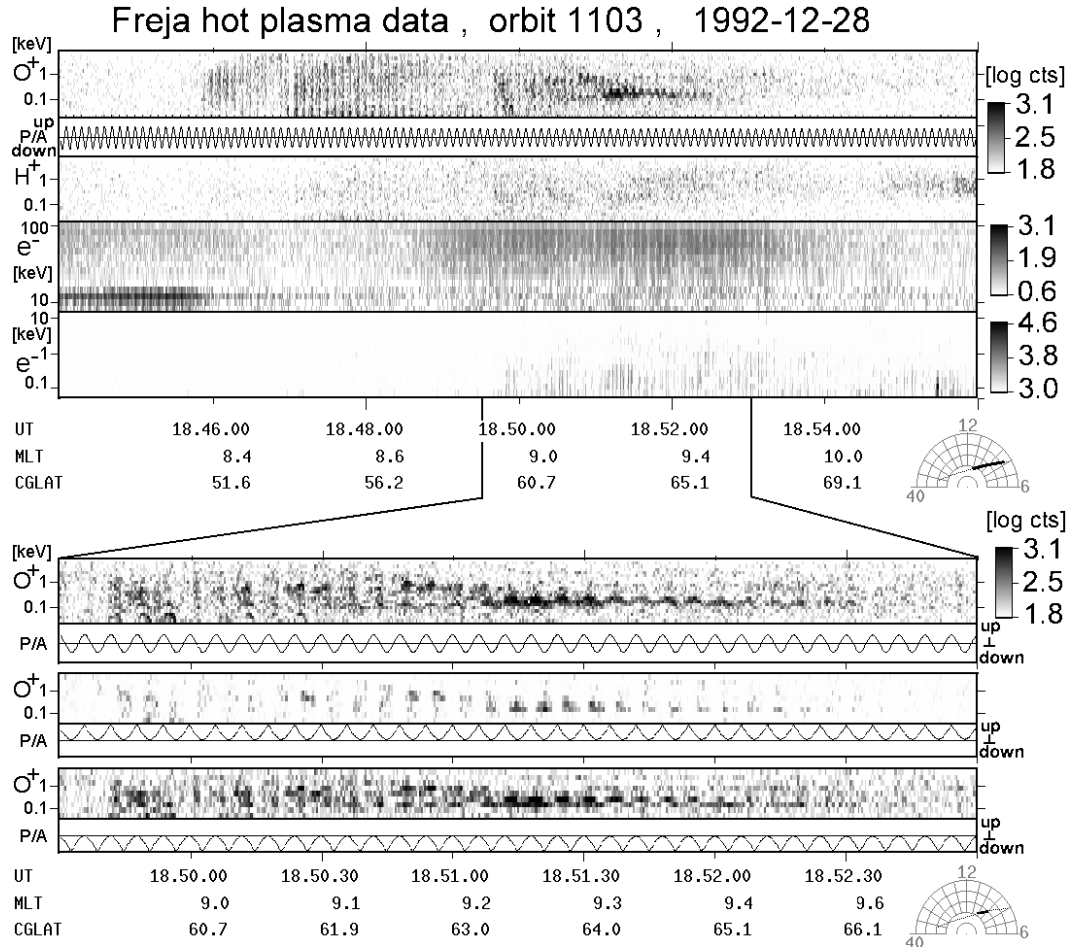 Freja hot plasma data , orbit 1103 , 1992-12-28
[keV]
O+ 1
0.1
[log cts]
3.1
2.5
1.8
up
P/A
down
H+ 1
0.1
100
e-
[keV]
10
3.1
1.9
0.6
10
[keV]
e- 1
0.1
4.6
3.8
3.0
UT 18.46.00 18.48.00 18.50.00 18.52.00 18.54.00
MLT 8.4 8.6 9.0 9.4 10.0
CGLAT 51.6 56.2 60.7 65.1 69.1
12
40 6
[log cts]
[keV]
O+ 1
0.1
3.1
2.5
1.8
P/A
up
⊥
down
O+ 1
0.1
P/A
up
⊥
down
O+ 1
0.1
P/A
up
⊥
down
UT 18.50.00 18.50.30 18.51.00 18.51.30 18.52.00 18.52.30
MLT 9.0 9.1 9.2 9.3 9.4 9.6
CGLAT 60.7 61.9 63.0 64.0 65.1 66.1
12
40 6